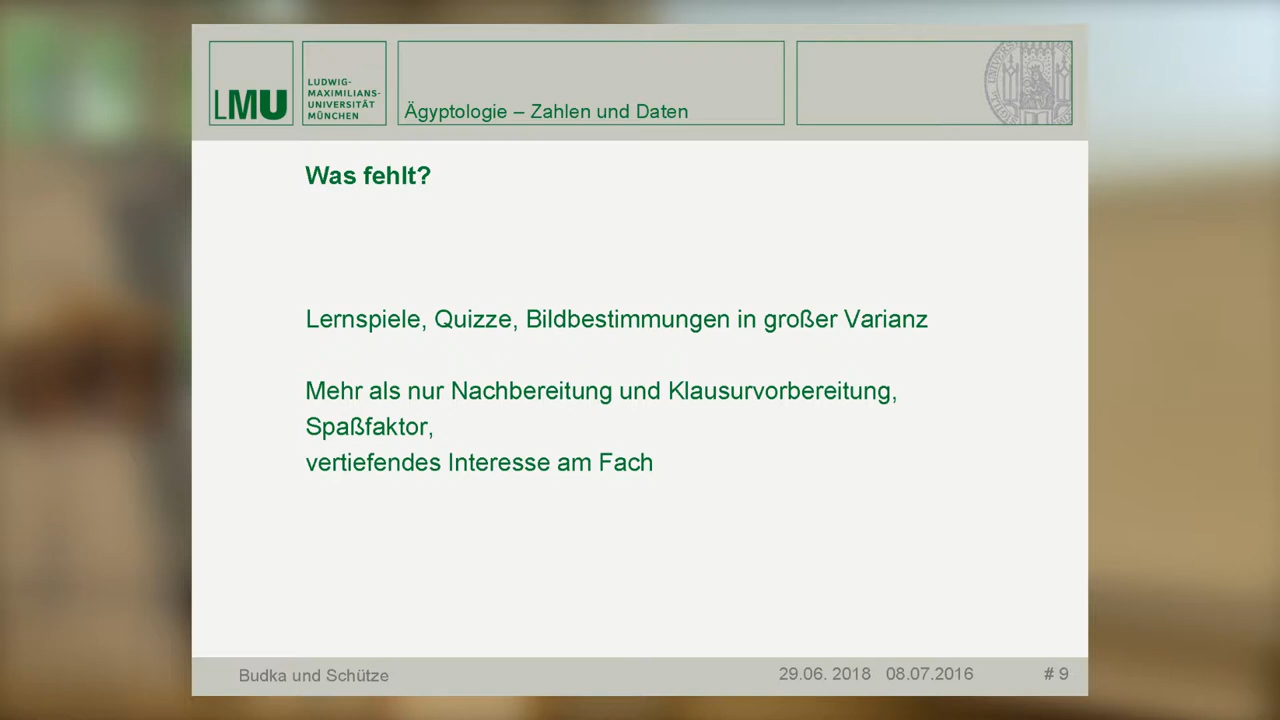 LMU
LUDWIG-
MAXIMILIANS-
UNIVERSITÄT
MÜNCHEN
Ägyptologie – Zahlen und Daten
Was fehlt?
Lernspiele, Quizze, Bildbestimmungen in großer Varianz
Mehr als nur Nachbereitung und Klausurvorbereitung,
Spaßfaktor,
vertiefendes Interesse am Fach
Budka und Schütze
29.06. 2018 08.07.2016 # 9